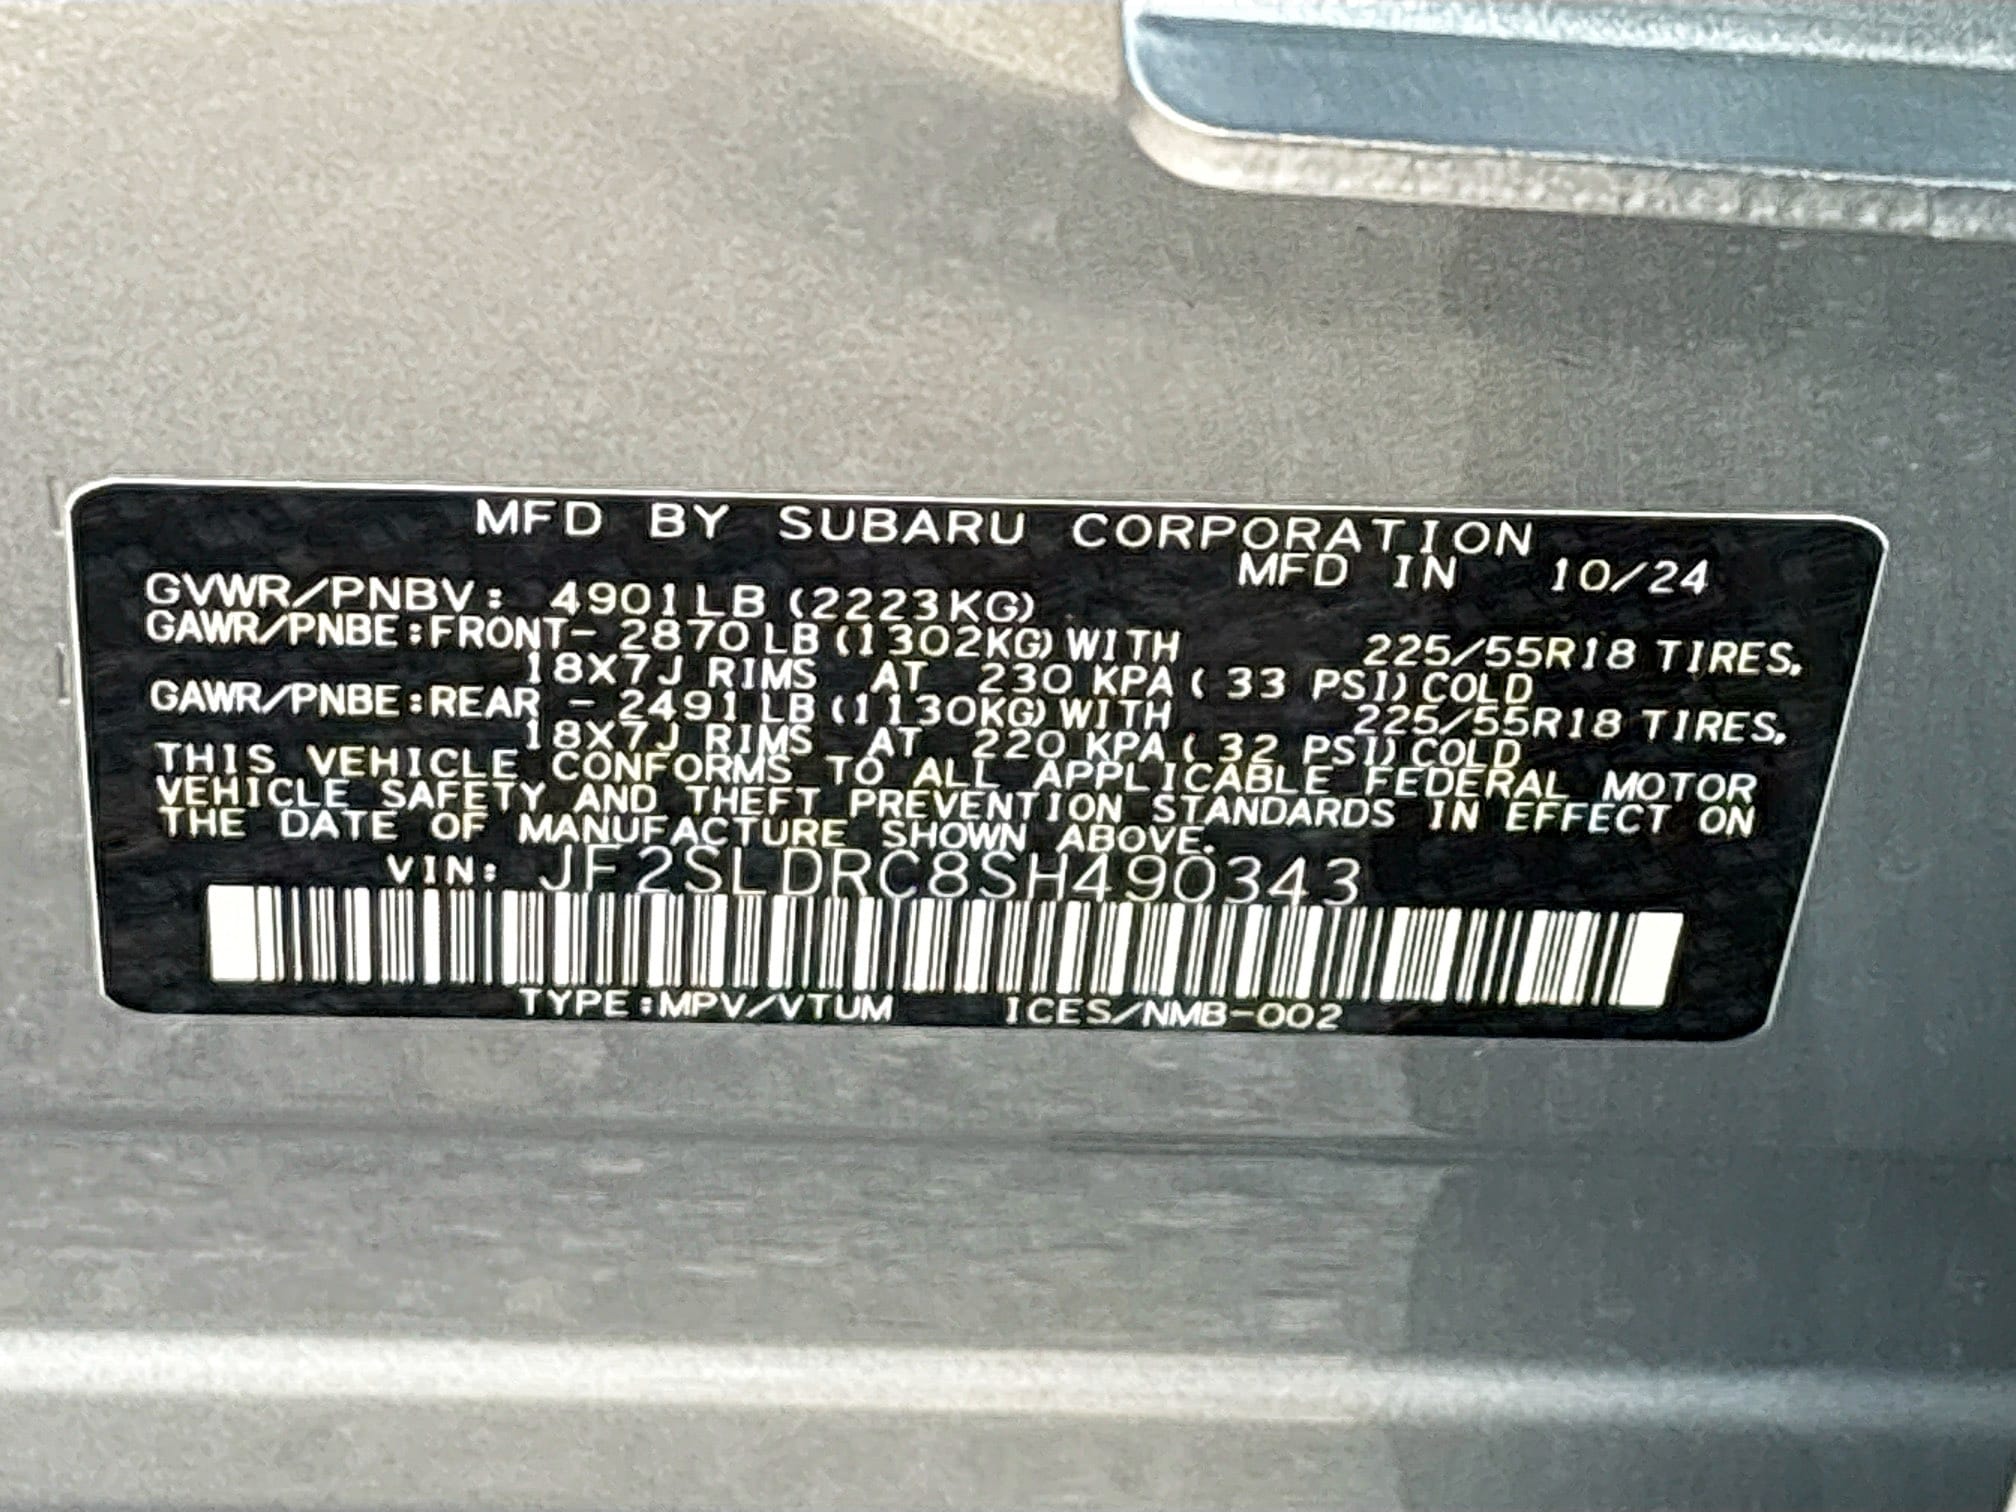 MFD BY SUBARU CORPORATION
MFD IN 10/24
GVWR/PNBV: 4901LB (2223KG)
GAWR/PNBE:FRONT- 2870LB (1302KG) WITH 225/55R18 TIRES,
18X7J RIMS AT 230 KPA ( 33 PSI) COLD
GAWR/PNBE:REAR - 2491LB (1130KG) WITH 225/55R18 TIRES,
18X7J RIMS AT 220 KPA ( 32 PSI) COLD
THIS VEHICLE CONFORMS TO ALL APPLICABLE FEDERAL MOTOR
VEHICLE SAFETY AND THEFT PREVENTION STANDARDS IN EFFECT ON
THE DATE OF MANUFACTURE SHOWN ABOVE.
VIN: JF2SLDRC8SH490343
TYPE:MPV/VTUM ICES/NMB-002